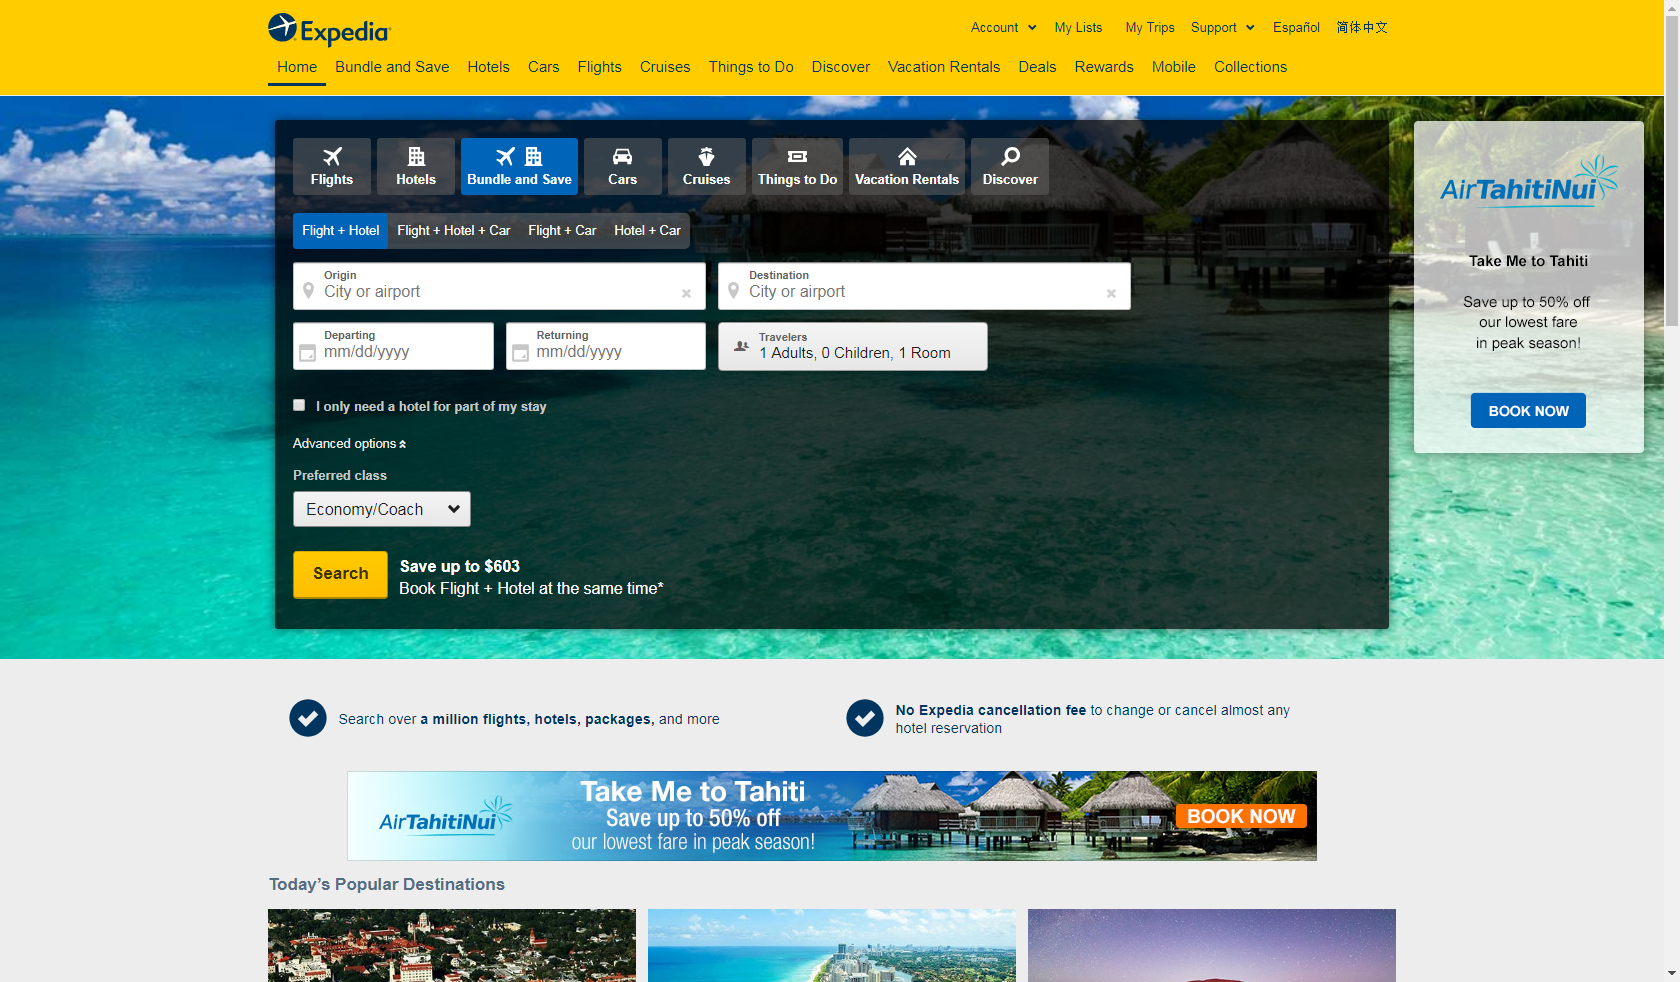 Expedia
Account My Lists My Trips Support Español 简体中文
Home Bundle and Save Hotels Cars Flights Cruises Things to Do Discover Vacation Rentals Deals Rewards Mobile Collections
Flights Hotels Bundle and Save Cars Cruises Things to Do Vacation Rentals Discover
Flight + Hotel Flight + Hotel + Car Flight + Car Hotel + Car
Origin
City or airport
Destination
City or airport
Departing
mm/dd/yyyy
Returning
mm/dd/yyyy
Travelers
1 Adults, 0 Children, 1 Room
I only need a hotel for part of my stay
Advanced options
Preferred class
Economy/Coach
Search
Save up to $603
Book Flight + Hotel at the same time*
AirTahitiNui
Take Me to Tahiti
Save up to 50% off
our lowest fare
in peak season!
BOOK NOW
Search over a million flights, hotels, packages, and more
No Expedia cancellation fee to change or cancel almost any
hotel reservation
AirTahitiNui
Take Me to Tahiti
Save up to 50% off
our lowest fare in peak season!
BOOK NOW
Today's Popular Destinations